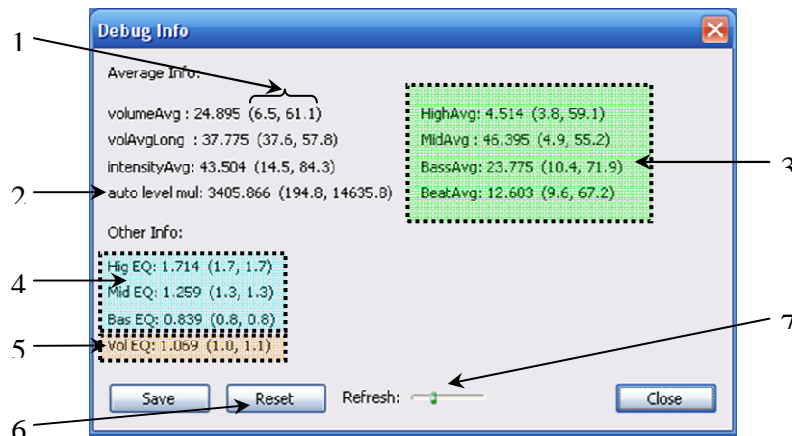 Debug Info
1
Average Info:
volumeAvg : 24.895 (6.5, 61.1)
volAvgLong : 37.775 (37.6, 57.8)
intensityAvg: 43.504 (14.5, 84.3)
2
auto level mul: 3405.866 (194.8, 14635.8)
HighAvg: 4.514 (3.8, 59.1)
MidAvg : 46.395 (4.9, 55.2)
BassAvg: 23.775 (10.4, 71.9)
3
BeatAvg: 12.603 (9.6, 67.2)
Other Info:
Hig EQ: 1.714 (1.7, 1.7)
4
Mid EQ: 1.259 (1.3, 1.3)
Bas EQ: 0.839 (0.8, 0.8)
5
Vol EQ: 1.069 (1.0, 1.1)
7
Save
Reset
Refresh:
Close
6